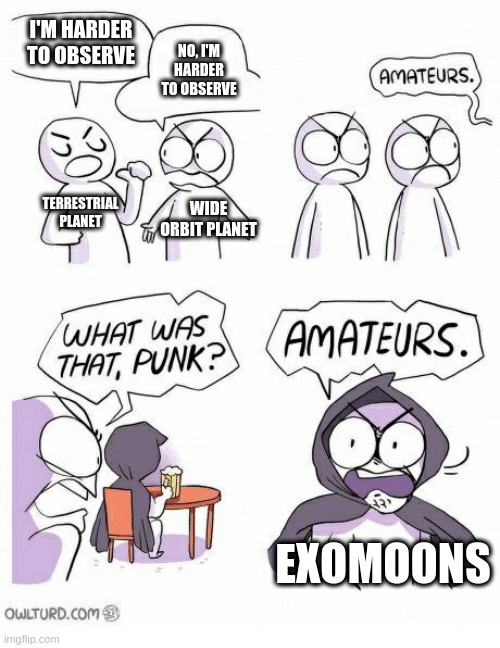 I'M HARDER
TO OBSERVE
NO, I'M
HARDER
TO OBSERVE
TERRESTRIAL
PLANET
WIDE
ORBIT PLANET
AMATEURS.
WHAT WAS
THAT, PUNK?
AMATEURS.
EXOMOONS
OWLTURD.COM
imgflip.com